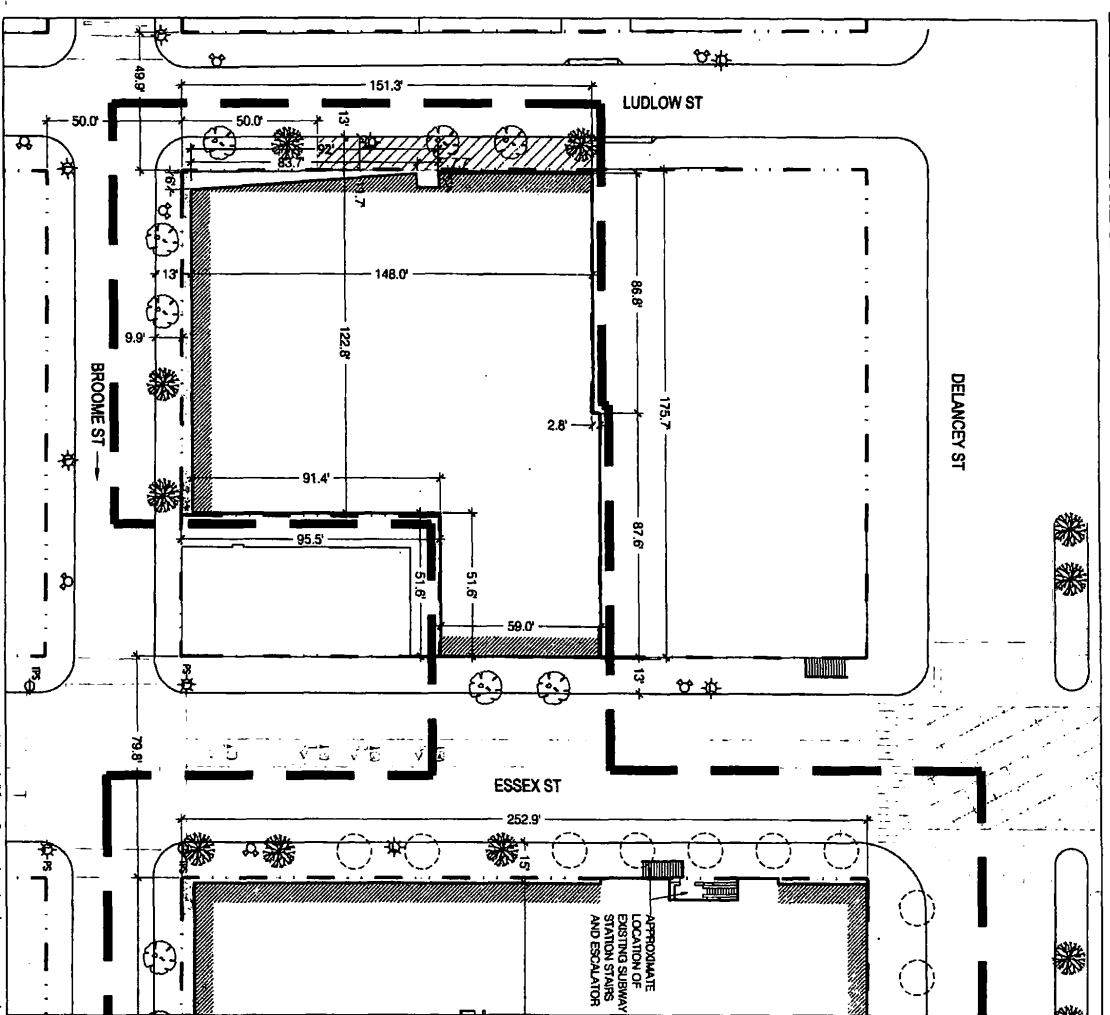 49.9'
151.3'
LUDLOW ST
50.0'
50.0'
13'
92'
83.7'
11.7'
13'
148.0'
86.8'
9.9'
122.8'
BROOME ST
DELANCEY ST
175.7'
2.8'
91.4'
95.5'
87.6'
51.6'
51.6'
59.0'
13'
79.8'
ESSEX ST
252.9'
15'
APPROXIMATE
LOCATION OF
EXISTING SUBWAY
STATION STAIRS
AND ESCALATOR